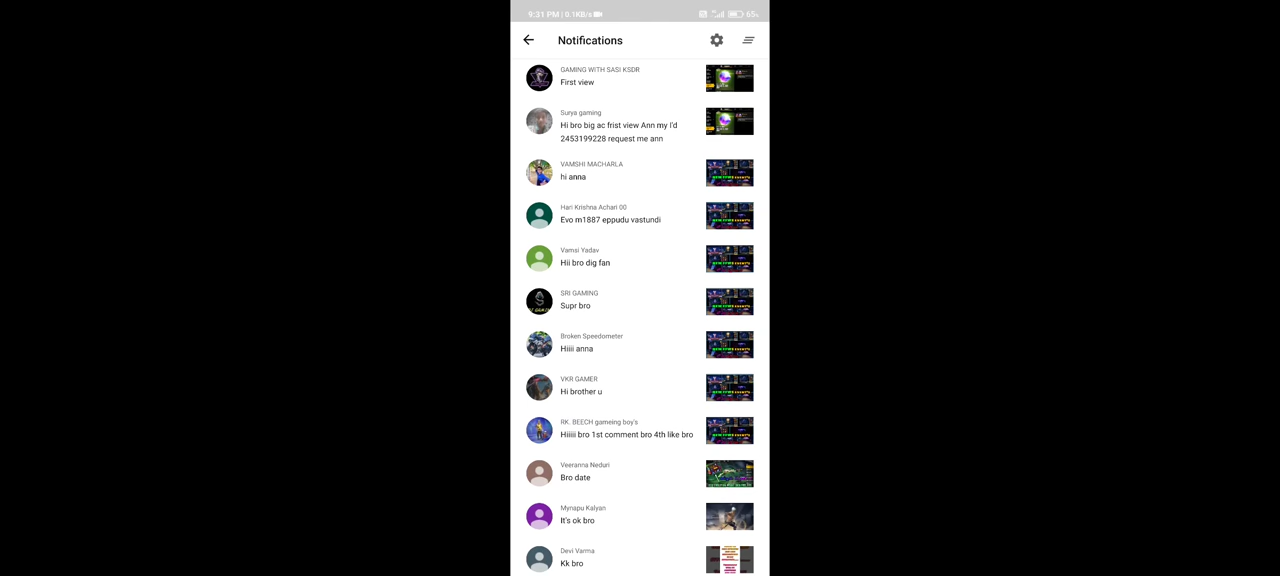 9:31 PM | 0.1KB/s
65%
Notifications
GAMING WITH SASI KSDR
First view
Surya gaming
Hi bro big ac frist view Ann my I'd
2453199228 request me ann
VAMSHI MACHARLA
hi anna
Hari Krishna Achari 00
Evo m1887 eppudu vastundi
Vamsi Yadav
Hii bro dig fan
SRI GAMING
Supr bro
Broken Speedometer
Hiiii anna
VKR GAMER
Hi brother u
RK. BEECH gameing boy's
Hiiiii bro 1st comment bro 4th like bro
Veeranna Neduri
Bro date
Mynapu Kalyan
It's ok bro
Devi Varma
Kk bro